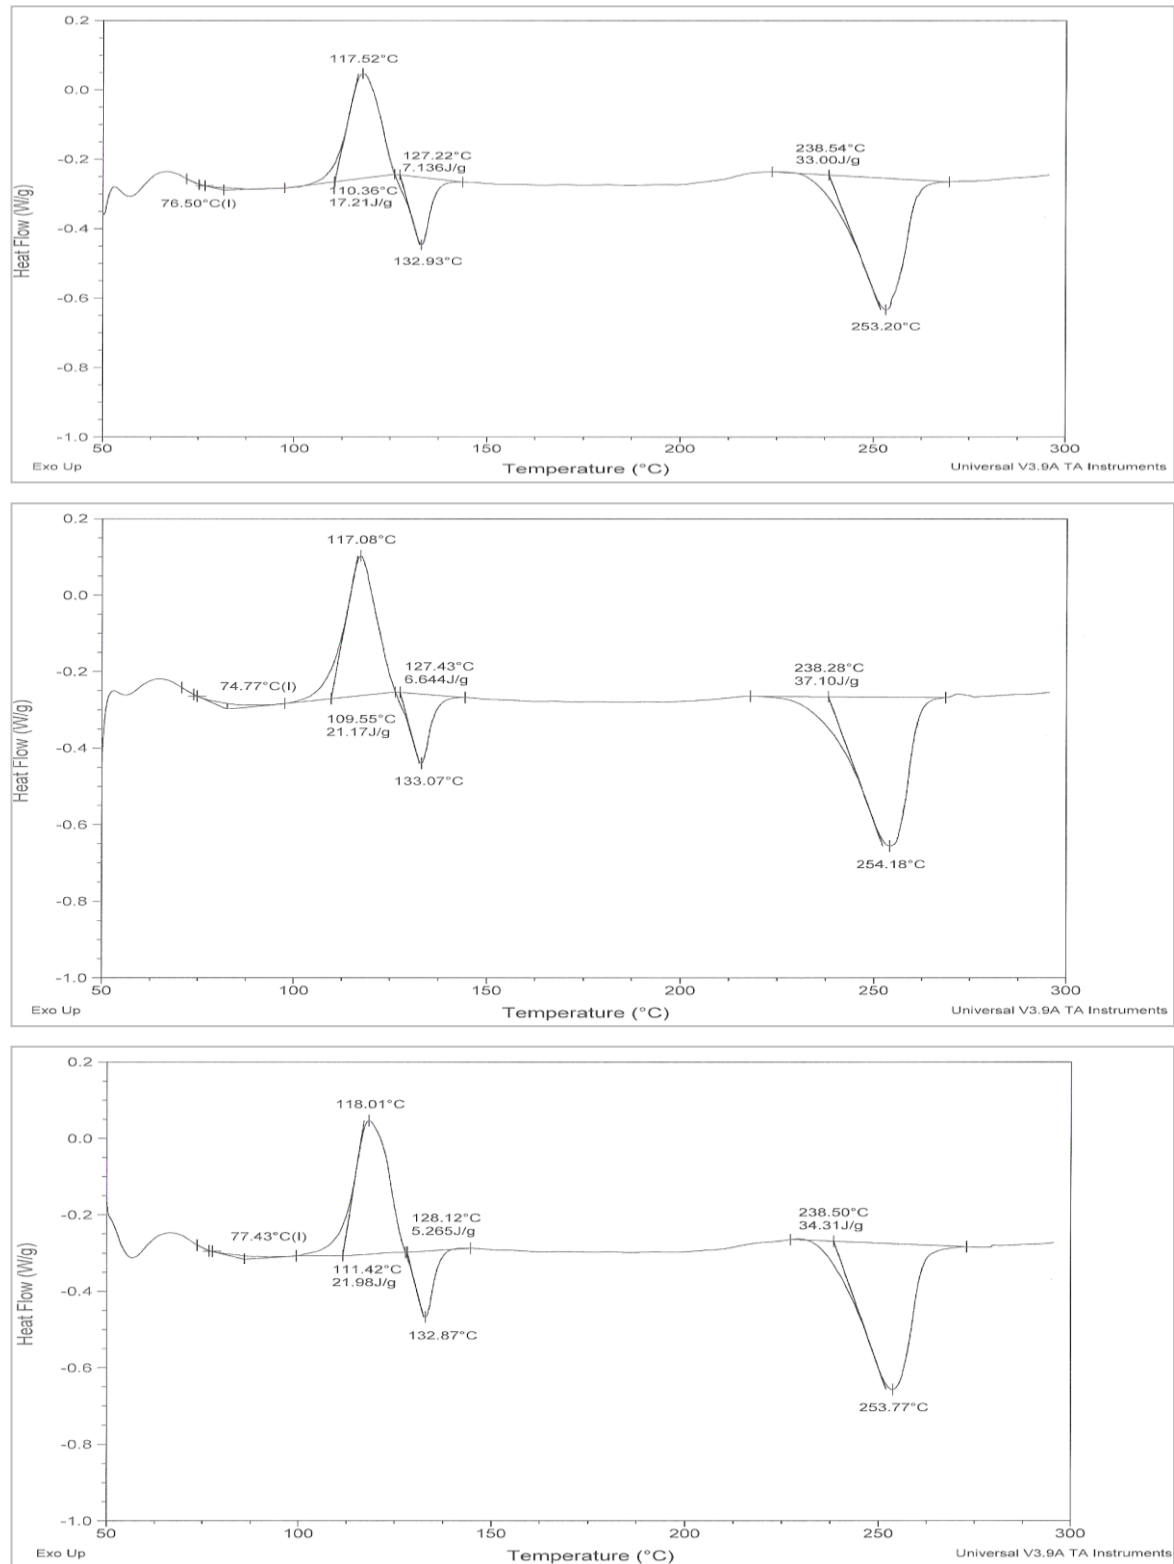 0.2
0.0
-0.2
-0.4
-0.6
-0.8
-1.0
Heat Flow (W/g)
117.52°C
127.22°C
7.136J/g
110.36°C
17.21J/g
76.50°C(I)
132.93°C
238.54°C
33.00J/g
253.20°C
50
100
150
200
250
300
Exo Up
Temperature (°C)
Universal V3.9A TA Instruments
0.2
0.0
-0.2
-0.4
-0.6
-0.8
-1.0
Heat Flow (W/g)
117.08°C
127.43°C
6.644J/g
74.77°C(I)
109.55°C
21.17J/g
133.07°C
238.28°C
37.10J/g
254.18°C
50
100
150
200
250
300
Exo Up
Temperature (°C)
Universal V3.9A TA Instruments
0.2
0.0
-0.2
-0.4
-0.6
-0.8
-1.0
Heat Flow (W/g)
118.01°C
128.12°C
5.265J/g
77.43°C(I)
111.42°C
21.98J/g
132.87°C
238.50°C
34.31J/g
253.77°C
50
100
150
200
250
300
Exo Up
Temperature (°C)
Universal V3.9A TA Instruments